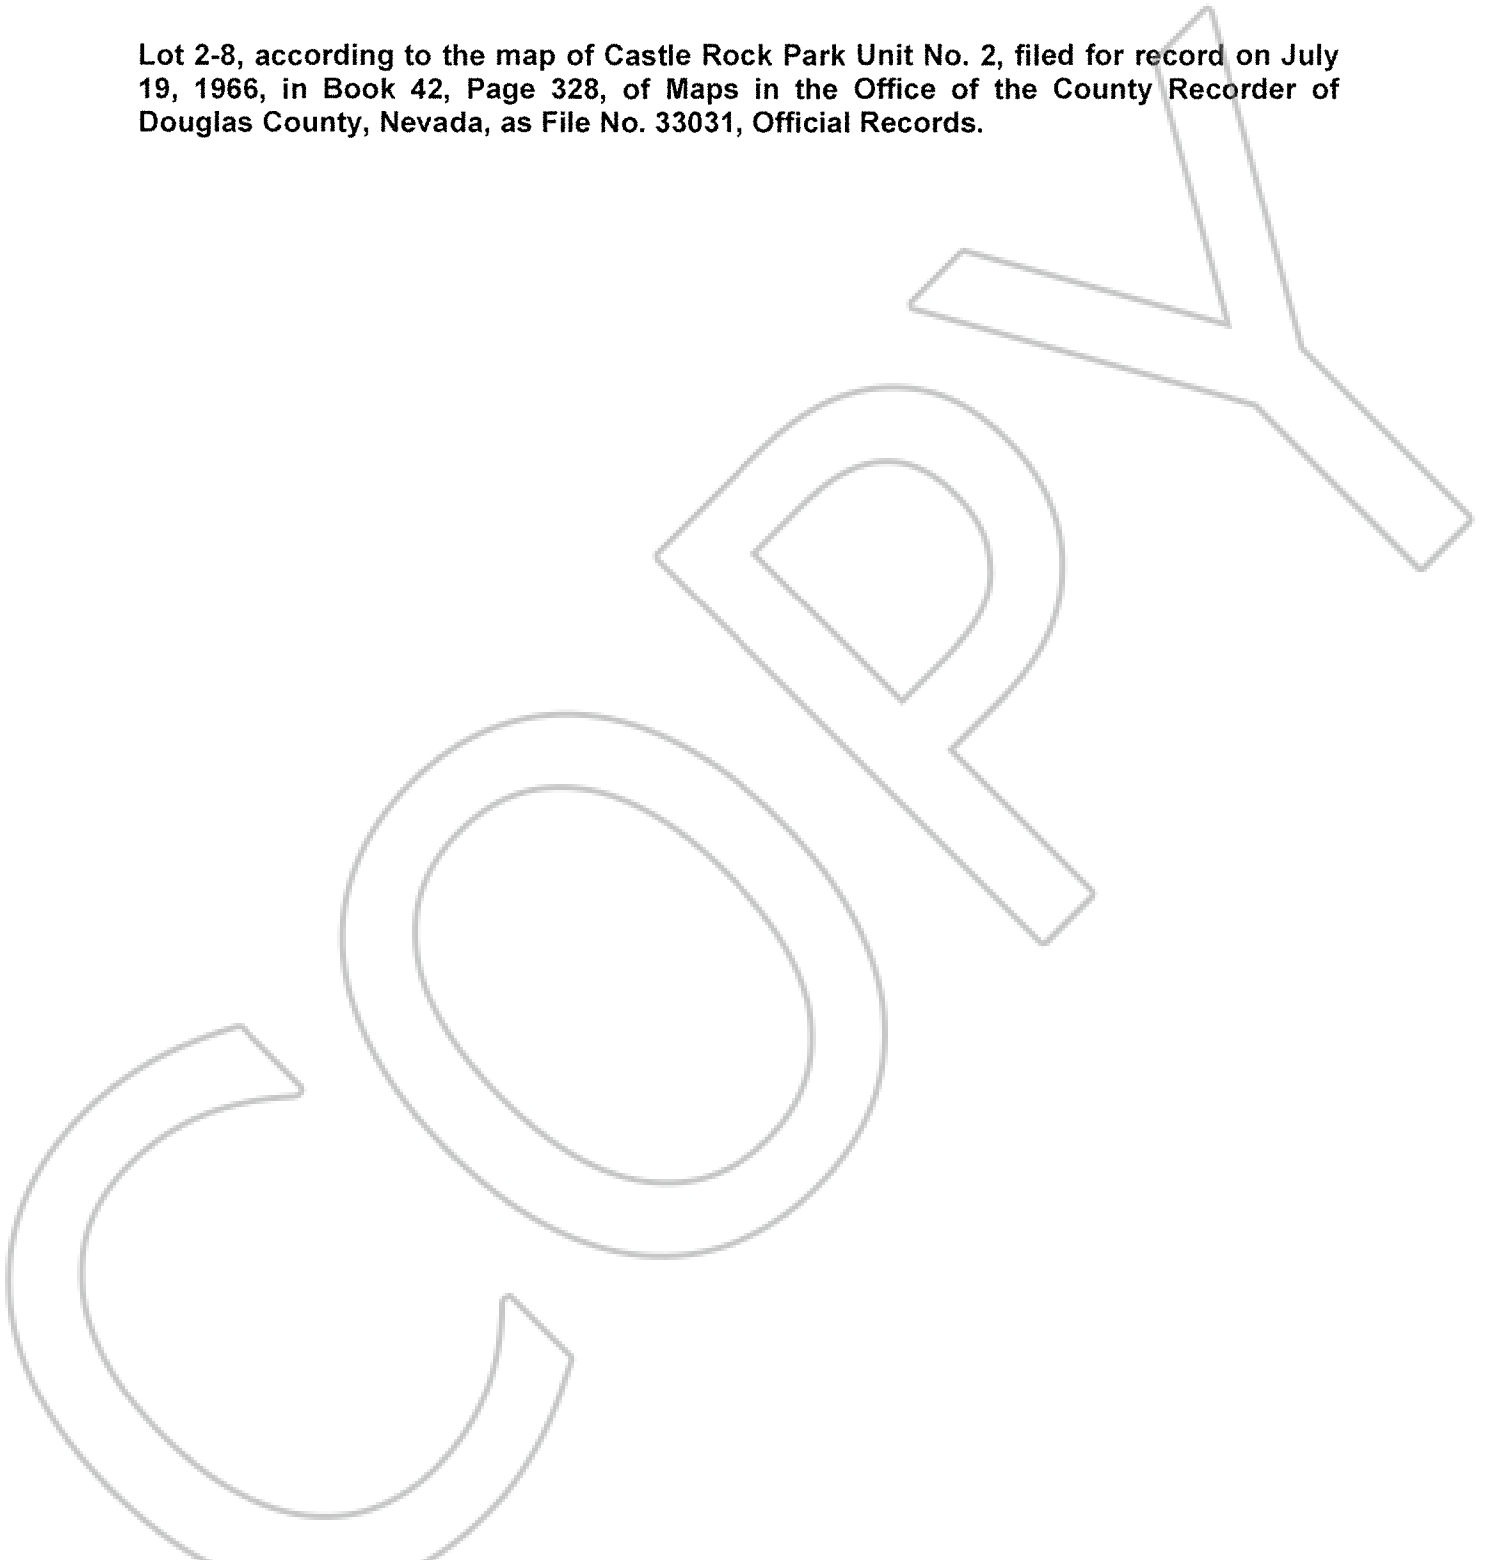 Lot 2-8, according to the map of Castle Rock Park Unit No. 2, filed for record on July
19, 1966, in Book 42, Page 328, of Maps in the Office of the County Recorder of
Douglas County, Nevada, as File No. 33031, Official Records.
COPY